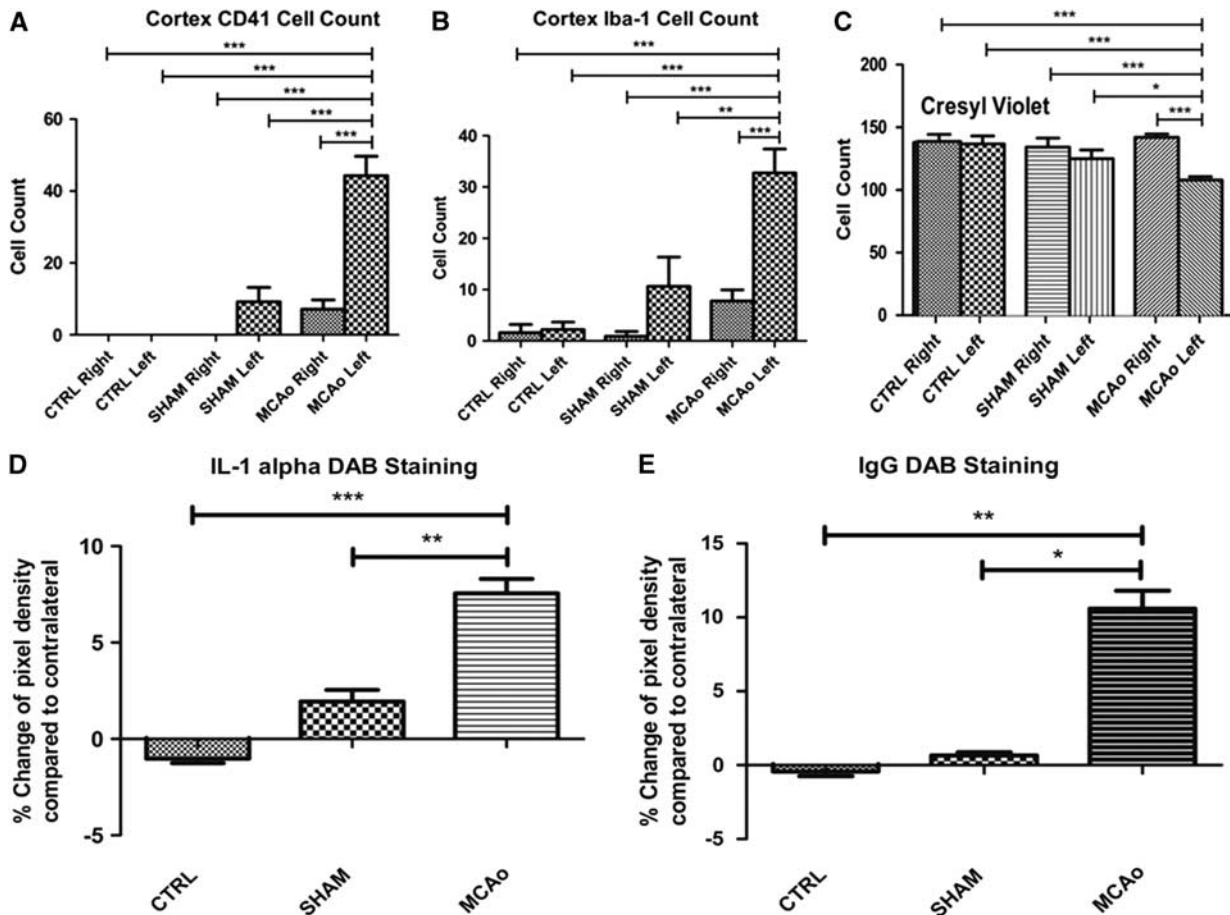 A
Cortex CD41 Cell Count
***
***
***
***
***
Cell Count
60
40
20
0
CTRL Right
CTRL Left
SHAM Right
SHAM Left
MCAo Right
MCAo Left
B
Cortex Iba-1 Cell Count
***
***
***
**
***
Cell Count
40
30
20
10
0
CTRL Right
CTRL Left
SHAM Right
SHAM Left
MCAo Right
MCAo Left
C
***
***
***
*
***
Cresyl Violet
Cell Count
200
150
100
50
0
CTRL Right
CTRL Left
SHAM Right
SHAM Left
MCAo Right
MCAo Left
D
IL-1 alpha DAB Staining
***
**
% Change of pixel density
compared to contralateral
10
5
0
-5
CTRL
SHAM
MCAo
E
IgG DAB Staining
**
*
% Change of pixel density
compared to contralateral
15
10
5
0
-5
CTRL
SHAM
MCAo